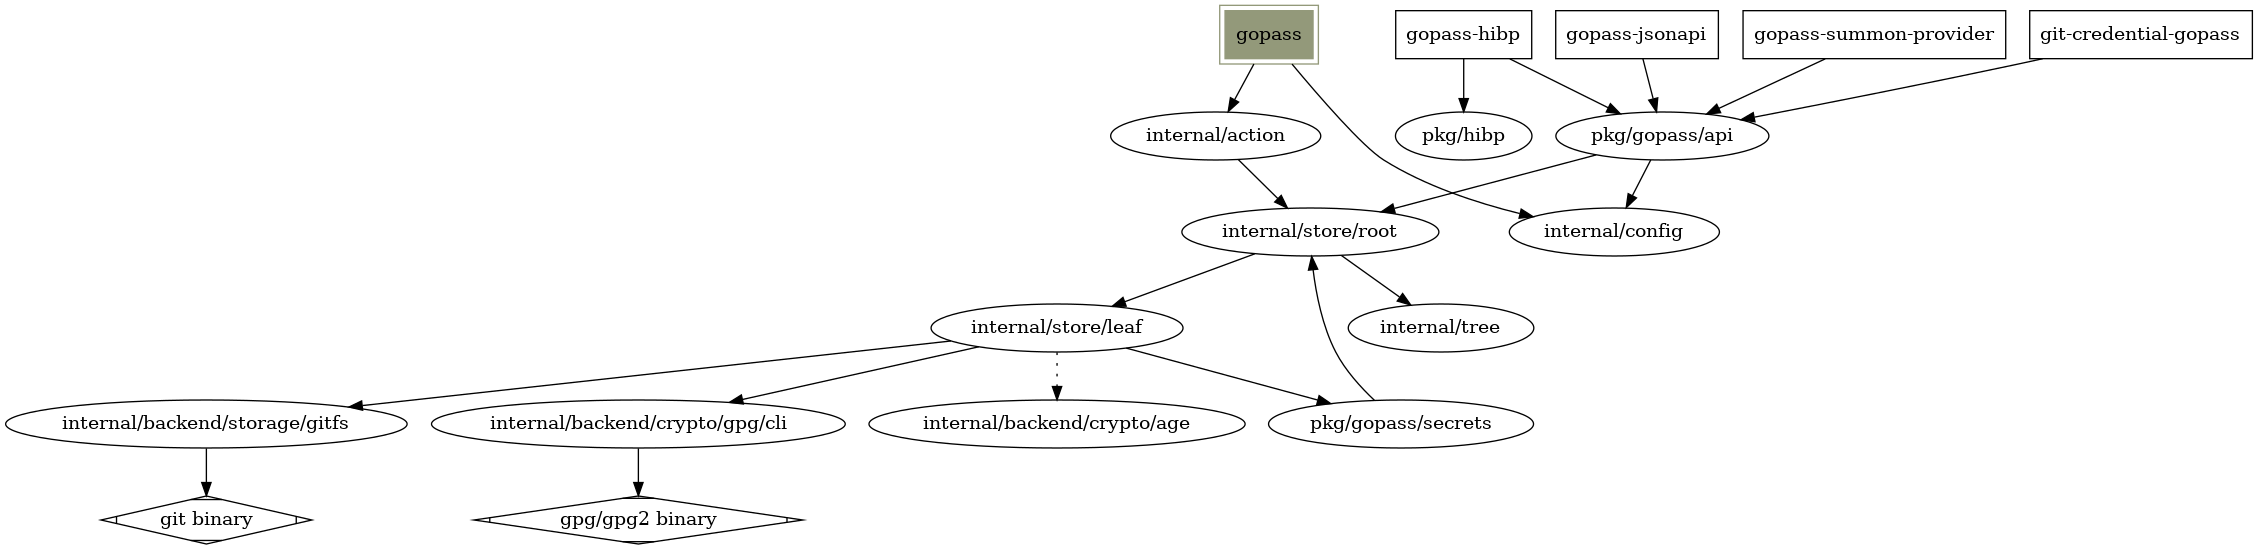 gopass
gopass-hibp
gopass-jsonapi
gopass-summon-provider
git-credential-gopass
internal/action
pkg/hibp
pkg/gopass/api
internal/store/root
internal/config
internal/store/leaf
internal/tree
internal/backend/storage/gitfs
internal/backend/crypto/gpg/cli
internal/backend/crypto/age
pkg/gopass/secrets
git binary
gpg/gpg2 binary